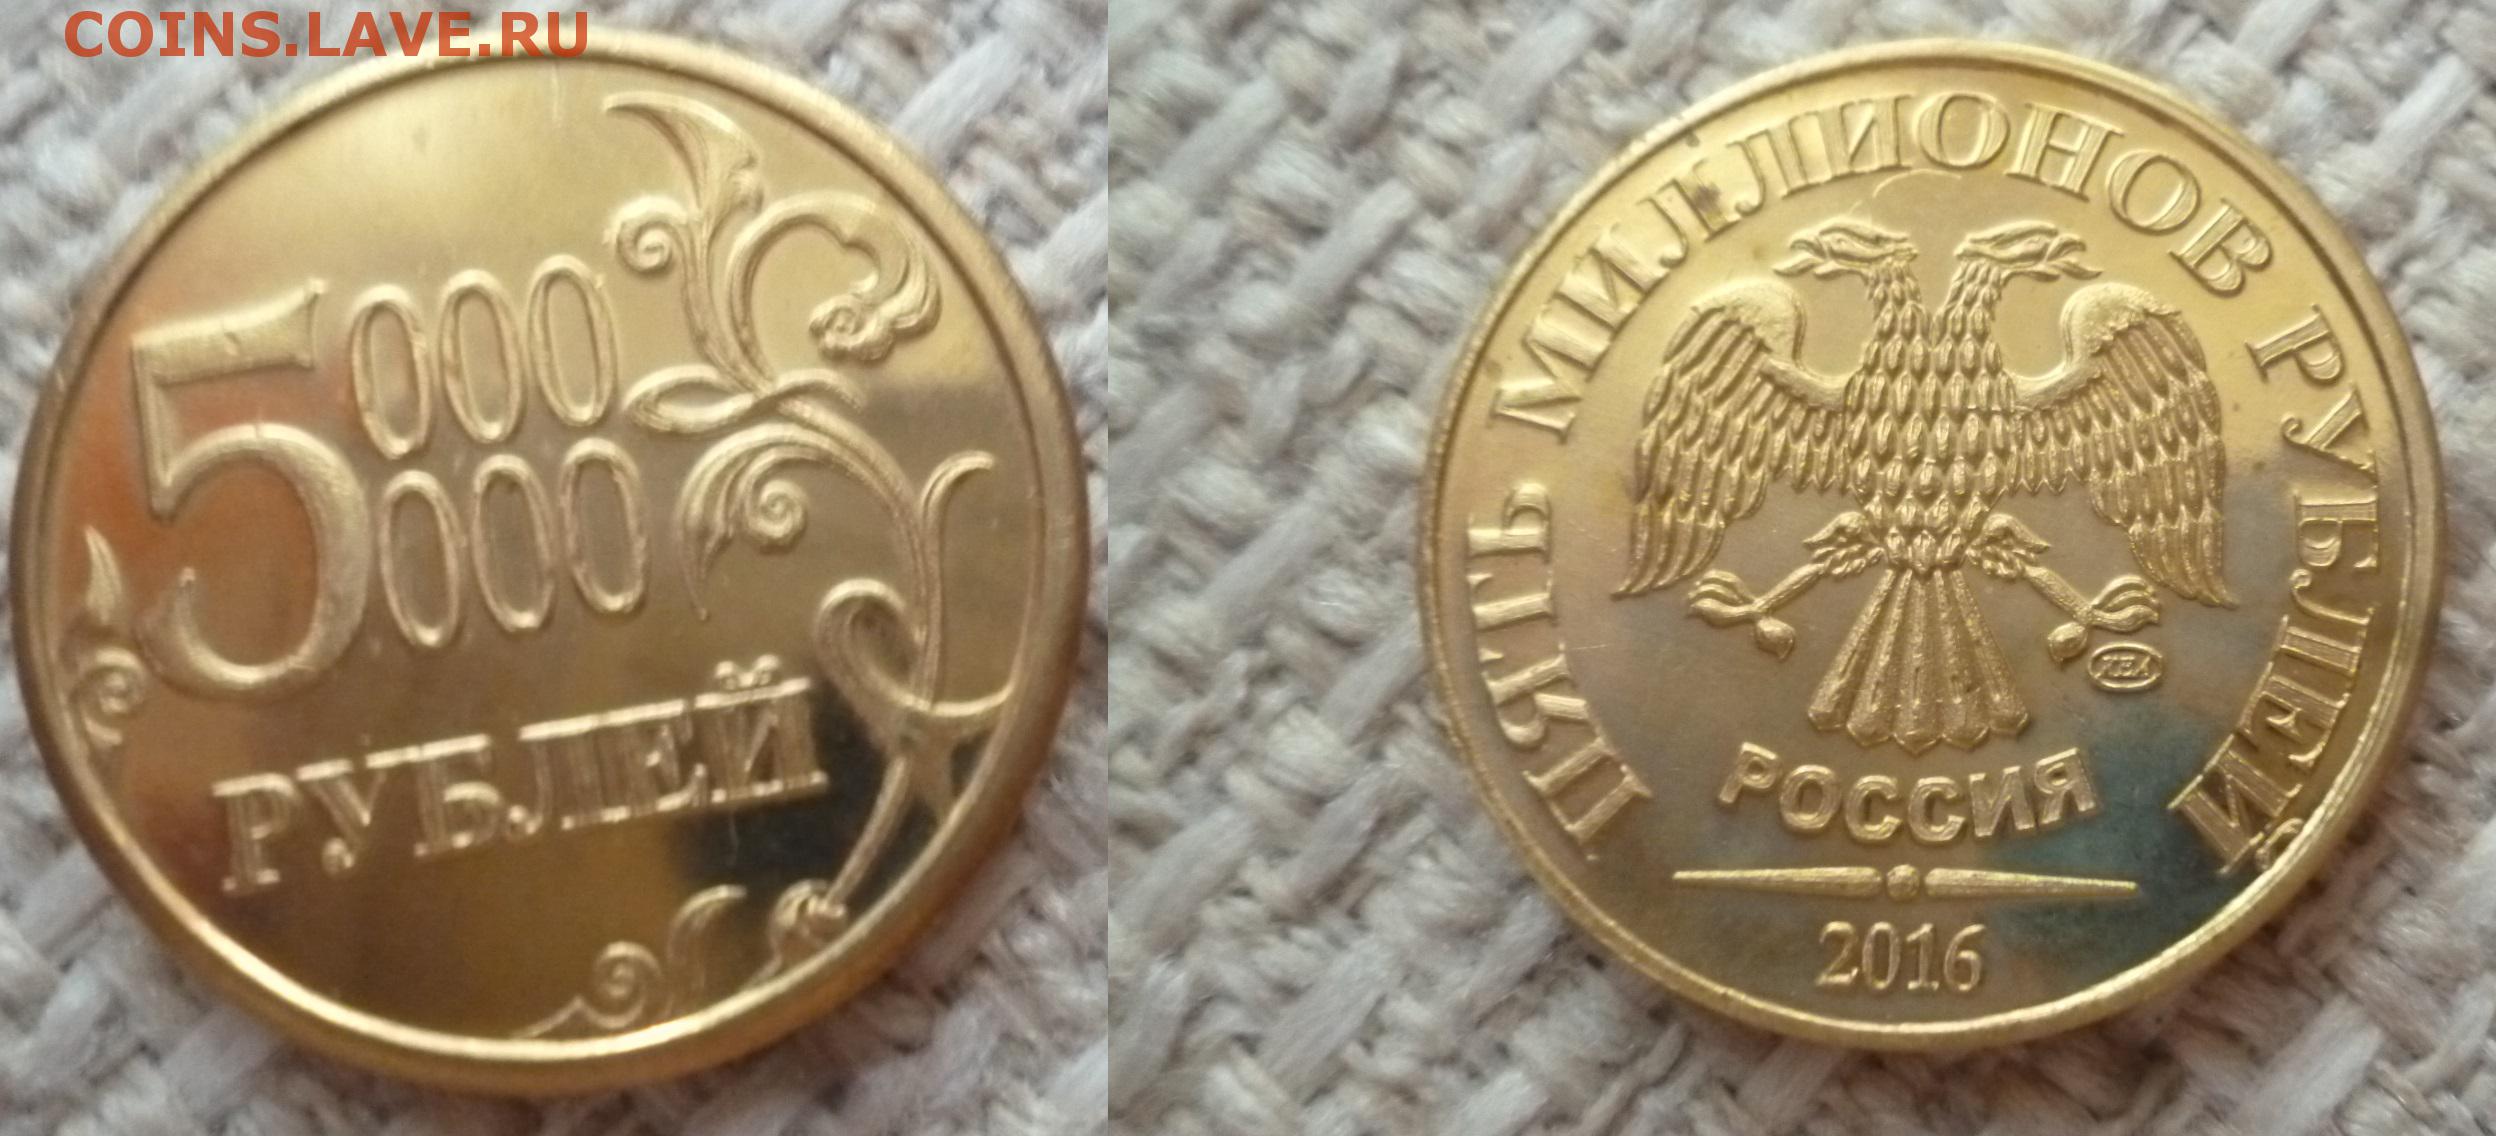 COINS.LAVE.RU
5 000 000
РУБЛЕЙ
ПЯТЬ МИЛЛИОНОВ РУБЛЕЙ
РОССИЯ
2016